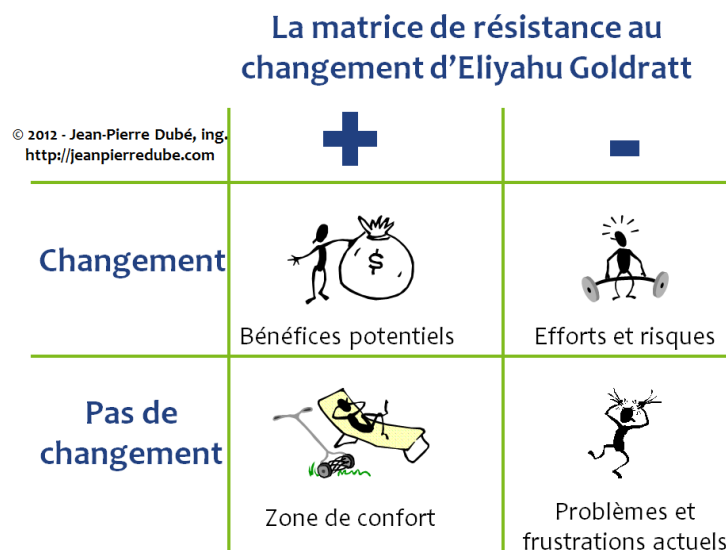 La matrice de résistance au
changement d'Eliyahu Goldratt
© 2012 - Jean-Pierre Dubé, ing.
http://jeanpierredube.com
+
-
Changement
$
Bénéfices potentiels
Efforts et risques
Pas de
changement
Zone de confort
Problèmes et
frustrations actuels